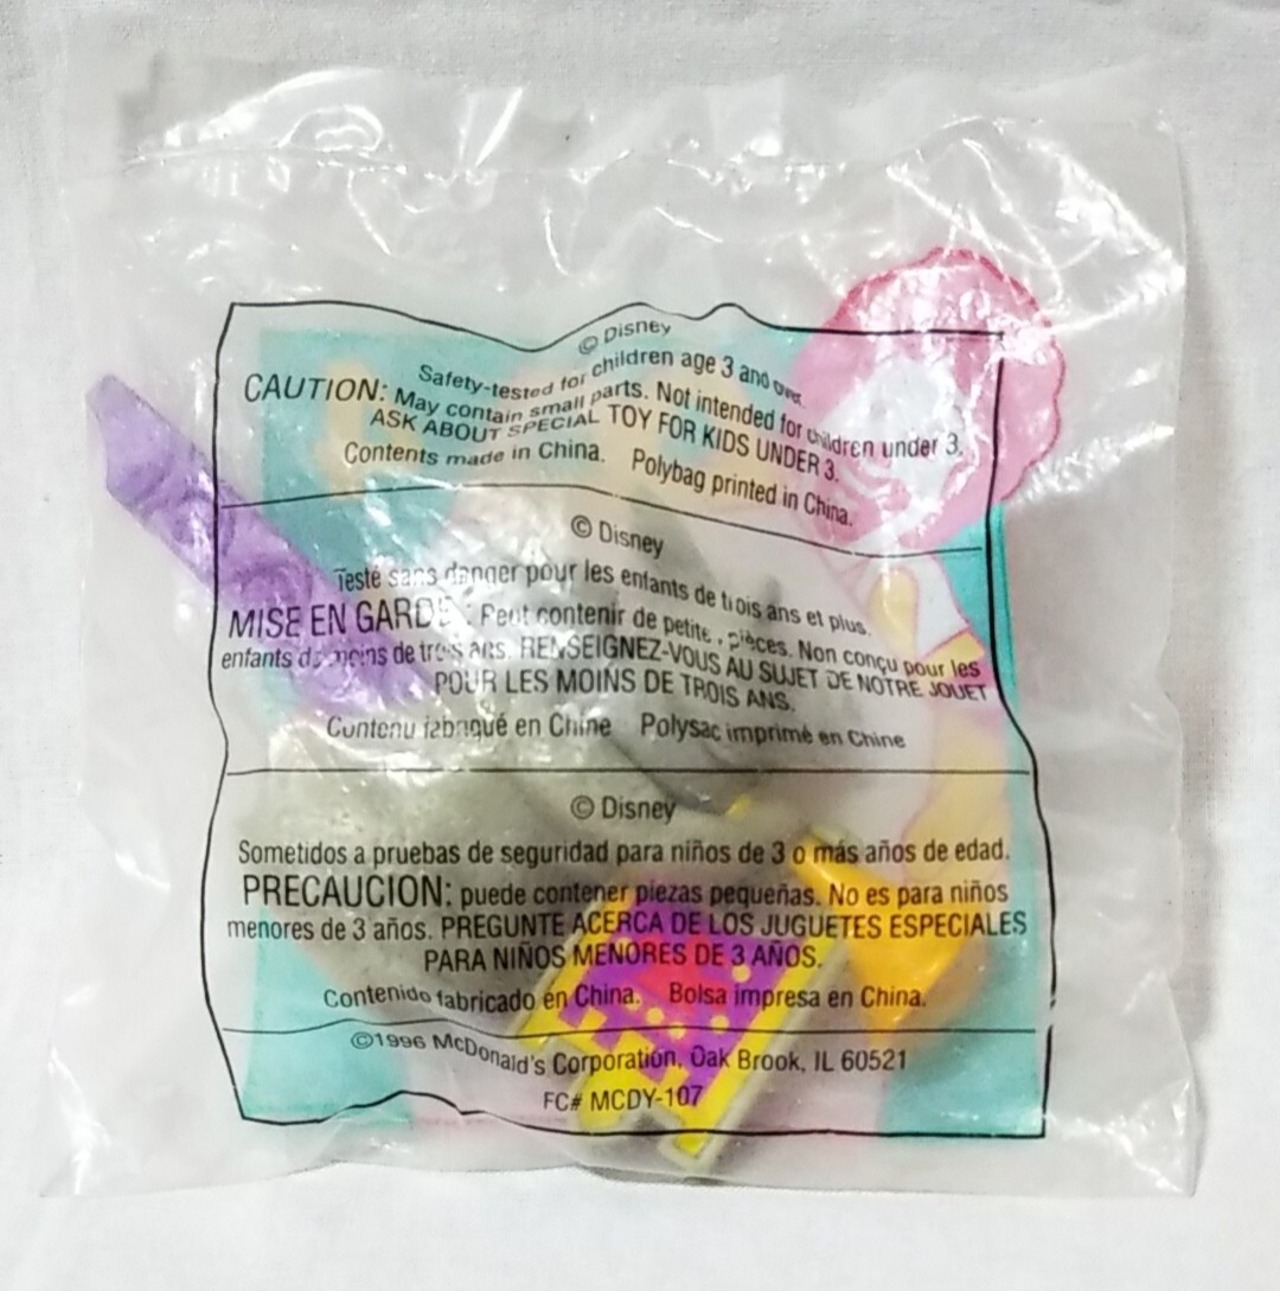 © Disney
Safety-tested for children age 3 and over.
CAUTION: May contain small parts. Not intended for children under 3.
ASK ABOUT SPECIAL TOY FOR KIDS UNDER 3.
Contents made in China. Polybag printed in China.
© Disney
Testé sans danger pour les enfants de trois ans et plus.
MISE EN GARDE : Peut contenir de petites pièces. Non conçu pour les
enfants de moins de trois ans. RENSEIGNEZ-VOUS AU SUJET DE NOTRE JOUET
POUR LES MOINS DE TROIS ANS.
Contenu fabriqué en Chine Polysac imprimé en Chine
© Disney
Sometidos a pruebas de seguridad para niños de 3 o más años de edad.
PRECAUCION: puede contener piezas pequeñas. No es para niños
menores de 3 años. PREGUNTE ACERCA DE LOS JUGUETES ESPECIALES
PARA NIÑOS MENORES DE 3 AÑOS.
Contenido fabricado en China. Bolsa impresa en China.
©1996 McDonald's Corporation, Oak Brook, IL 60521
FC# MCDY-107